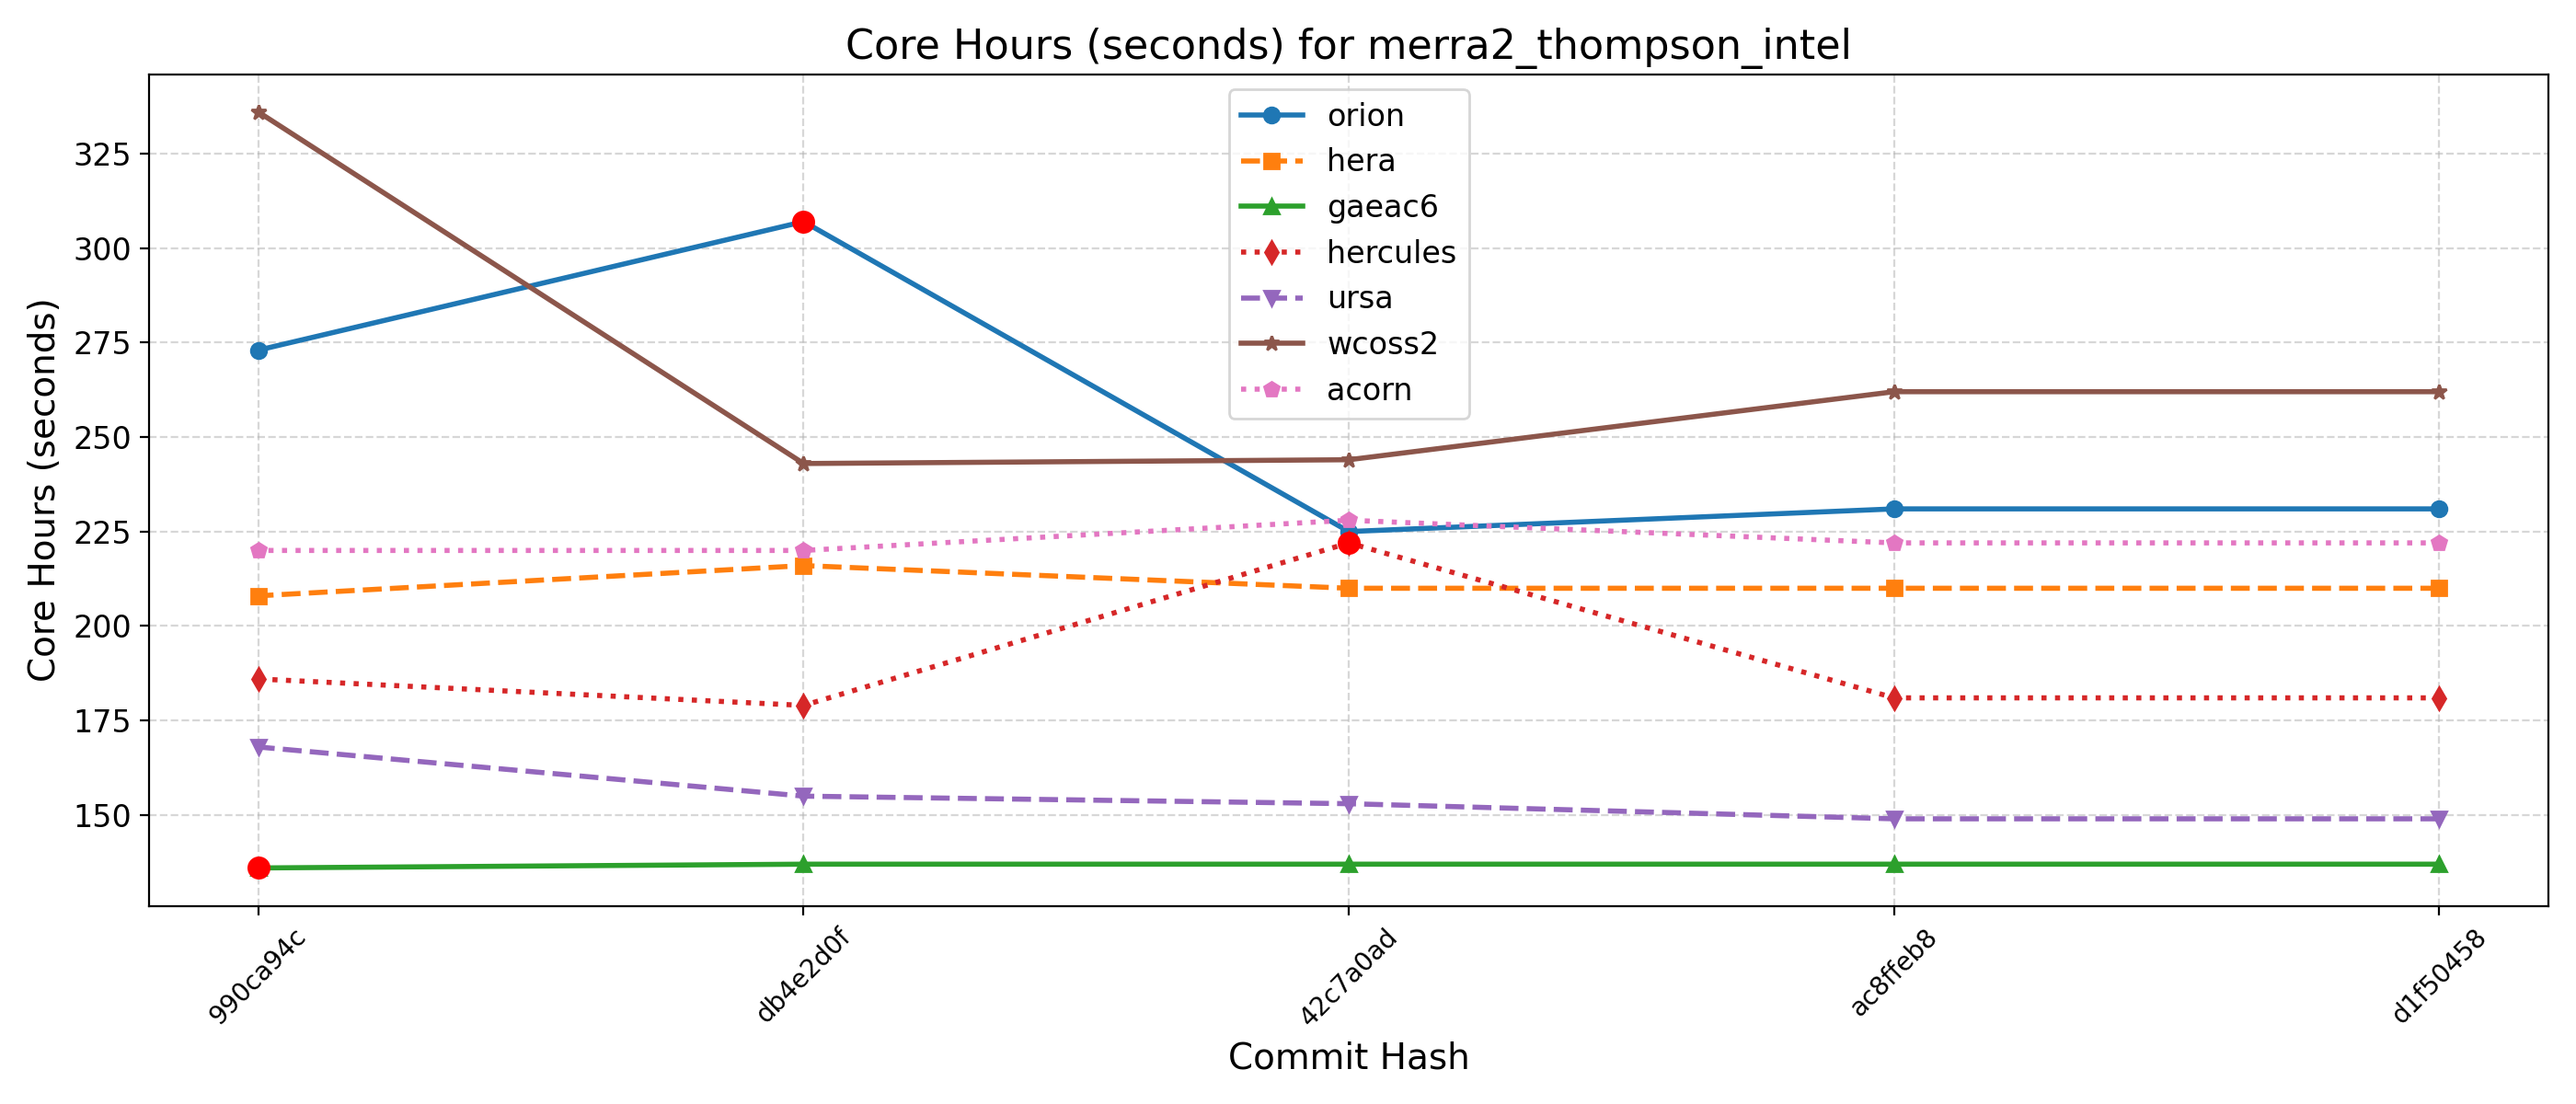 Core Hours (seconds) for merra2_thompson_intel
orion
hera
gaeac6
hercules
ursa
wcoss2
acorn
Core Hours (seconds)
325
300
275
250
225
200
175
150
990ca94c
db4e2d0f
42c7a0ad
ac8ffeb8
d1f50458
Commit Hash